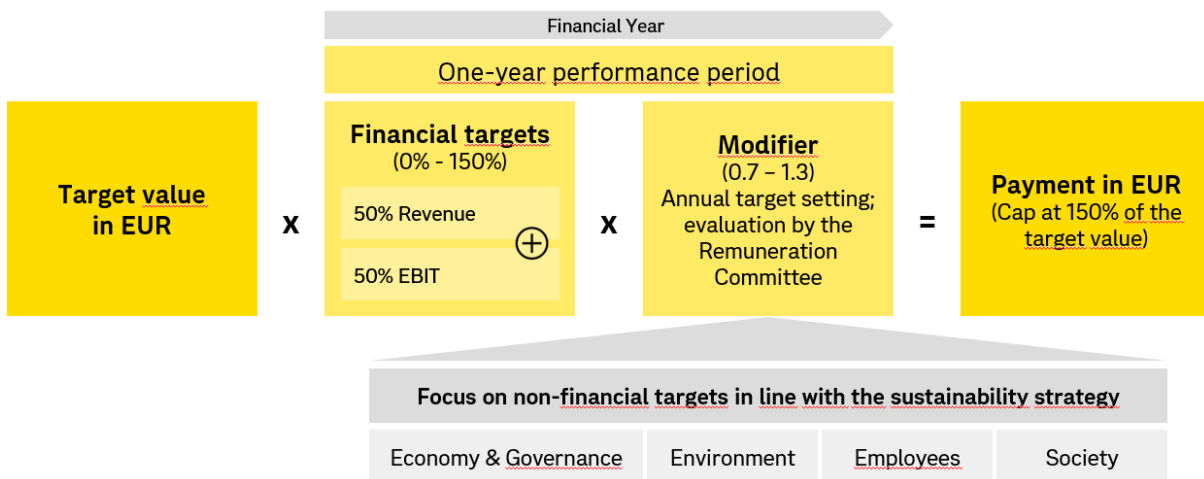 Financial Year
One-year performance period
Target value
in EUR
x
Financial targets
(0% - 150%)
50% Revenue
+
50% EBIT
x
Modifier
(0.7 – 1.3)
Annual target setting;
evaluation by the
Remuneration
Committee
=
Payment in EUR
(Cap at 150% of the
target value)
Focus on non-financial targets in line with the sustainability strategy
Economy & Governance
Environment
Employees
Society